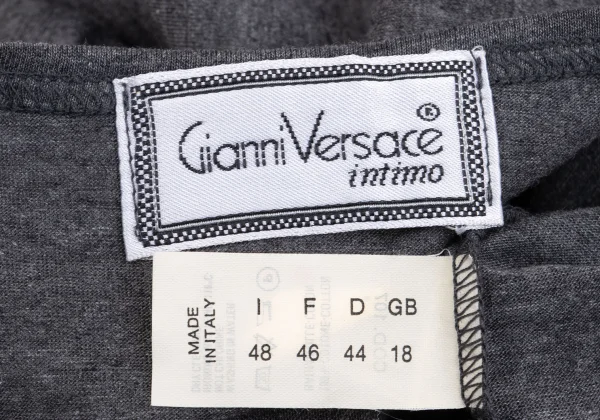 Gianni Versace ®
intimo
MADE
IN ITALY
I F D GB
48 46 44 18